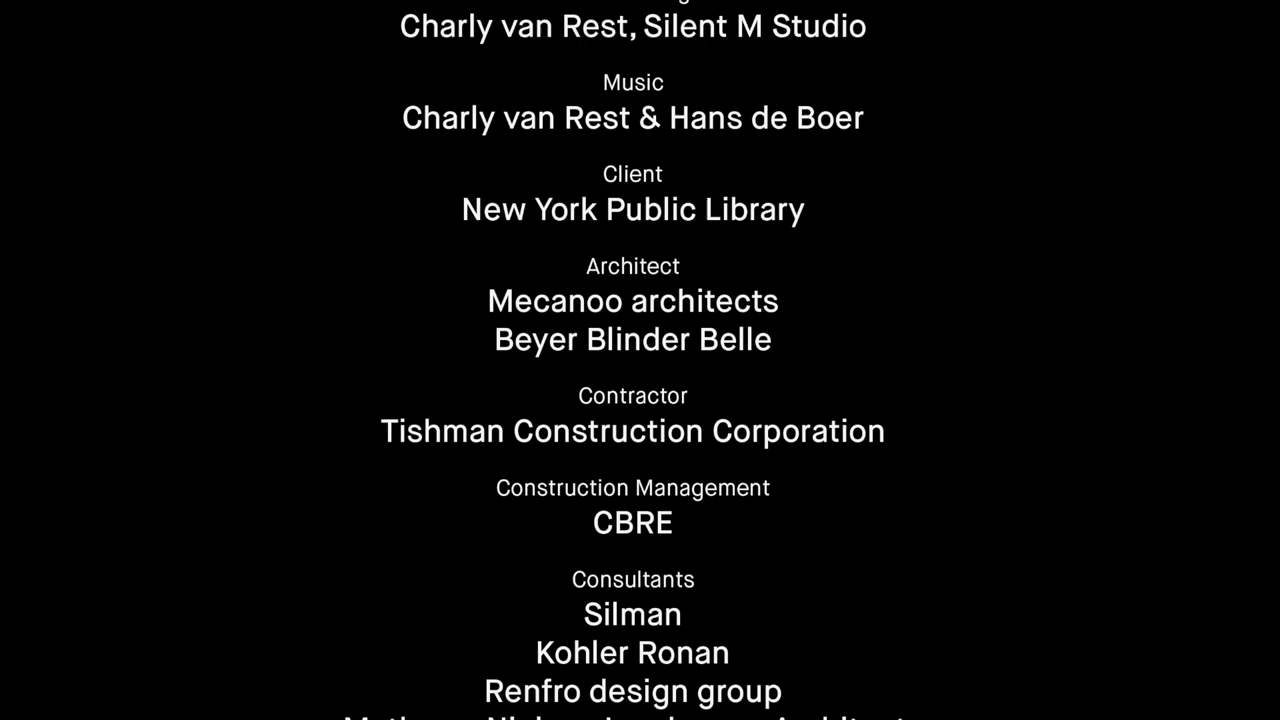 Charly van Rest, Silent M Studio
Music
Charly van Rest & Hans de Boer
Client
New York Public Library
Architect
Mecanoo architects
Beyer Blinder Belle
Contractor
Tishman Construction Corporation
Construction Management
CBRE
Consultants
Silman
Kohler Ronan
Renfro design group